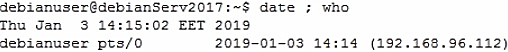 debianuser@debianServ2017:~$ date ; who
Thu Jan  3 14:15:02 EET 2019
debianuser pts/0        2019-01-03 14:14 (192.168.96.112)